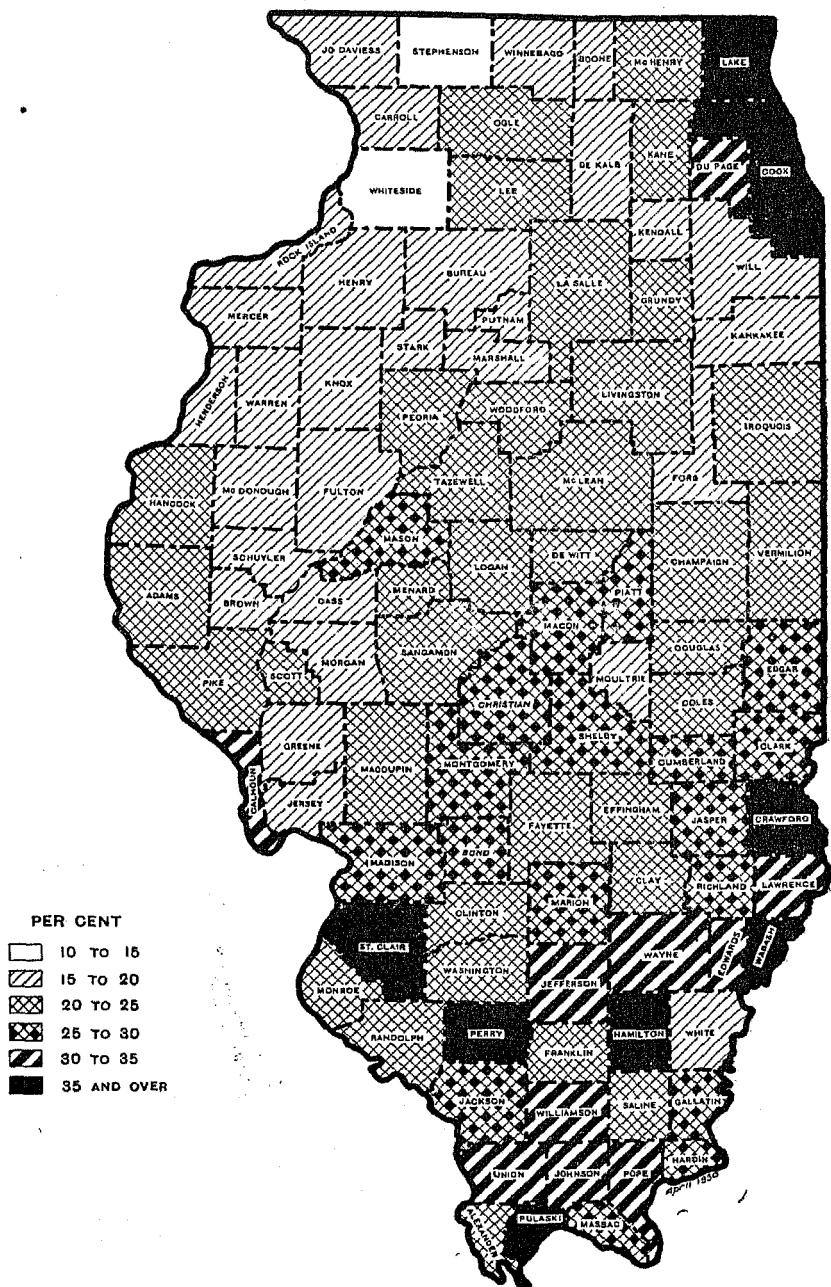 JO DAVIESS STEPHENSON WINNEBAGO BOONE McHENRY LAKE
CARROLL OGLE
DE KALB KANE DU PAGE COOK
WHITESIDE LEE
ROCK ISLAND HENRY BUREAU KENDALL WILL
LA SALLE GRUNDY
MERCER PUTNAM KANKAKEE
STARK MARSHALL
HENDERSON WARREN KNOX PEORIA WOODFORD LIVINGSTON IROQUOIS
HANCOCK McDONOUGH FULTON TAZEWELL McLEAN FORD
MASON
SCHUYLER LOGAN DE WITT CHAMPAIGN VERMILION
ADAMS BROWN CASS MENARD PIATT
MACON
PIKE SCOTT MORGAN SANGAMON DOUGLAS EDGAR
CHRISTIAN MOULTRIE COLES
SHELBY
GREENE MACOUPIN MONTGOMERY CUMBERLAND CLARK
CALHOUN JERSEY FAYETTE EFFINGHAM JASPER CRAWFORD
MADISON BOND
MARION CLAY RICHLAND LAWRENCE
CLINTON
ST. CLAIR WASHINGTON JEFFERSON WAYNE EDWARDS WABASH
MONROE
RANDOLPH PERRY HAMILTON WHITE
FRANKLIN
JACKSON WILLIAMSON SALINE GALLATIN
UNION JOHNSON POPE HARDIN
April 1930
ALEXANDER PULASKI MASSAC
PER CENT
10 TO 15
15 TO 20
20 TO 25
25 TO 30
30 TO 35
35 AND OVER